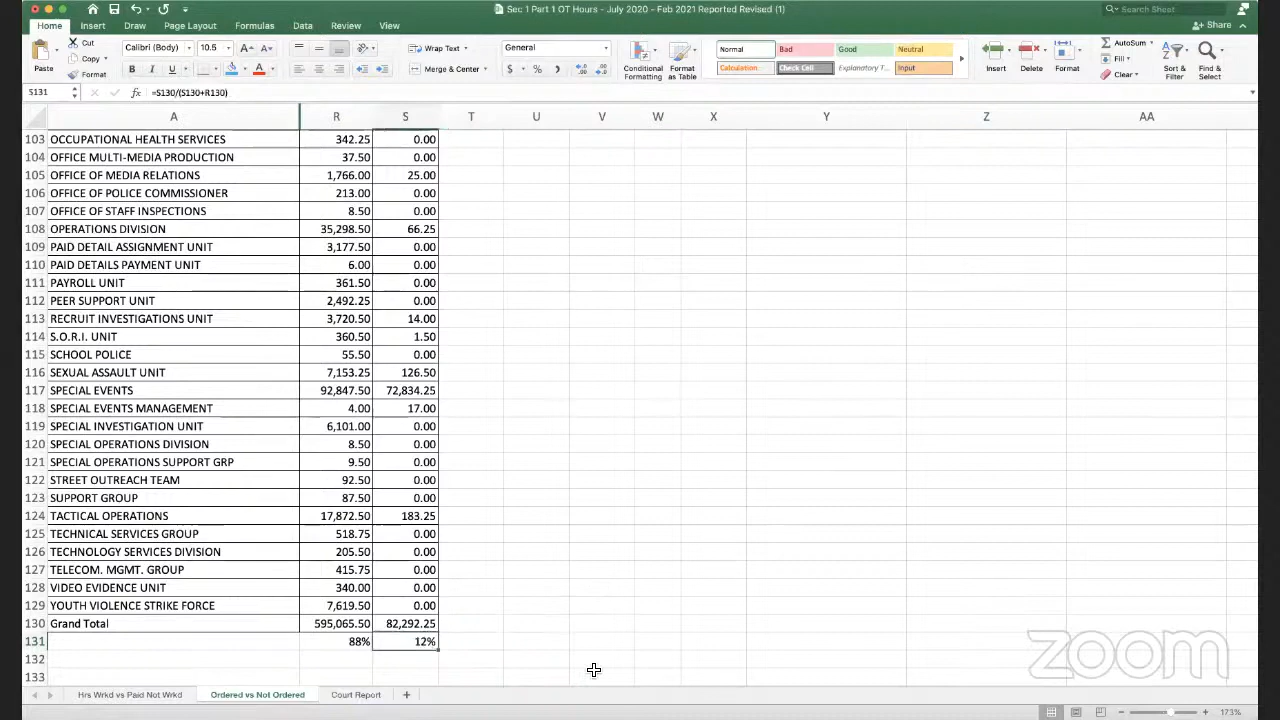 Sec 1 Part 1 OT Hours - July 2020 - Feb 2021 Reported Revised (1)
Search Sheet
Home Insert Draw Page Layout Formulas Data Review View
Share
Paste Cut Copy Format
Calibri (Body) 10.5
B I U
Wrap Text
Merge & Center
General
$ % ,
Conditional Formatting
Format as Table
Normal Bad Good Neutral
Calculation Check Cell Explanatory T... Input
Insert Delete Format
AutoSum
Fill
Clear
Sort & Filter
Find & Select
S131 fx =S130/(S130+R130)
A R S T U V W X Y Z AA
103 OCCUPATIONAL HEALTH SERVICES 342.25 0.00
104 OFFICE MULTI-MEDIA PRODUCTION 37.50 0.00
105 OFFICE OF MEDIA RELATIONS 1,766.00 25.00
106 OFFICE OF POLICE COMMISSIONER 213.00 0.00
107 OFFICE OF STAFF INSPECTIONS 8.50 0.00
108 OPERATIONS DIVISION 35,298.50 66.25
109 PAID DETAIL ASSIGNMENT UNIT 3,177.50 0.00
110 PAID DETAILS PAYMENT UNIT 6.00 0.00
111 PAYROLL UNIT 361.50 0.00
112 PEER SUPPORT UNIT 2,492.25 0.00
113 RECRUIT INVESTIGATIONS UNIT 3,720.50 14.00
114 S.O.R.I. UNIT 360.50 1.50
115 SCHOOL POLICE 55.50 0.00
116 SEXUAL ASSAULT UNIT 7,153.25 126.50
117 SPECIAL EVENTS 92,847.50 72,834.25
118 SPECIAL EVENTS MANAGEMENT 4.00 17.00
119 SPECIAL INVESTIGATION UNIT 6,101.00 0.00
120 SPECIAL OPERATIONS DIVISION 8.50 0.00
121 SPECIAL OPERATIONS SUPPORT GRP 9.50 0.00
122 STREET OUTREACH TEAM 92.50 0.00
123 SUPPORT GROUP 87.50 0.00
124 TACTICAL OPERATIONS 17,872.50 183.25
125 TECHNICAL SERVICES GROUP 518.75 0.00
126 TECHNOLOGY SERVICES DIVISION 205.50 0.00
127 TELECOM. MGMT. GROUP 415.75 0.00
128 VIDEO EVIDENCE UNIT 340.00 0.00
129 YOUTH VIOLENCE STRIKE FORCE 7,619.50 0.00
130 Grand Total 595,065.50 82,292.25
131 88% 12%
132
133
zoom
Hrs Wrkd vs Paid Not Wrkd Ordered vs Not Ordered Court Report +
173%